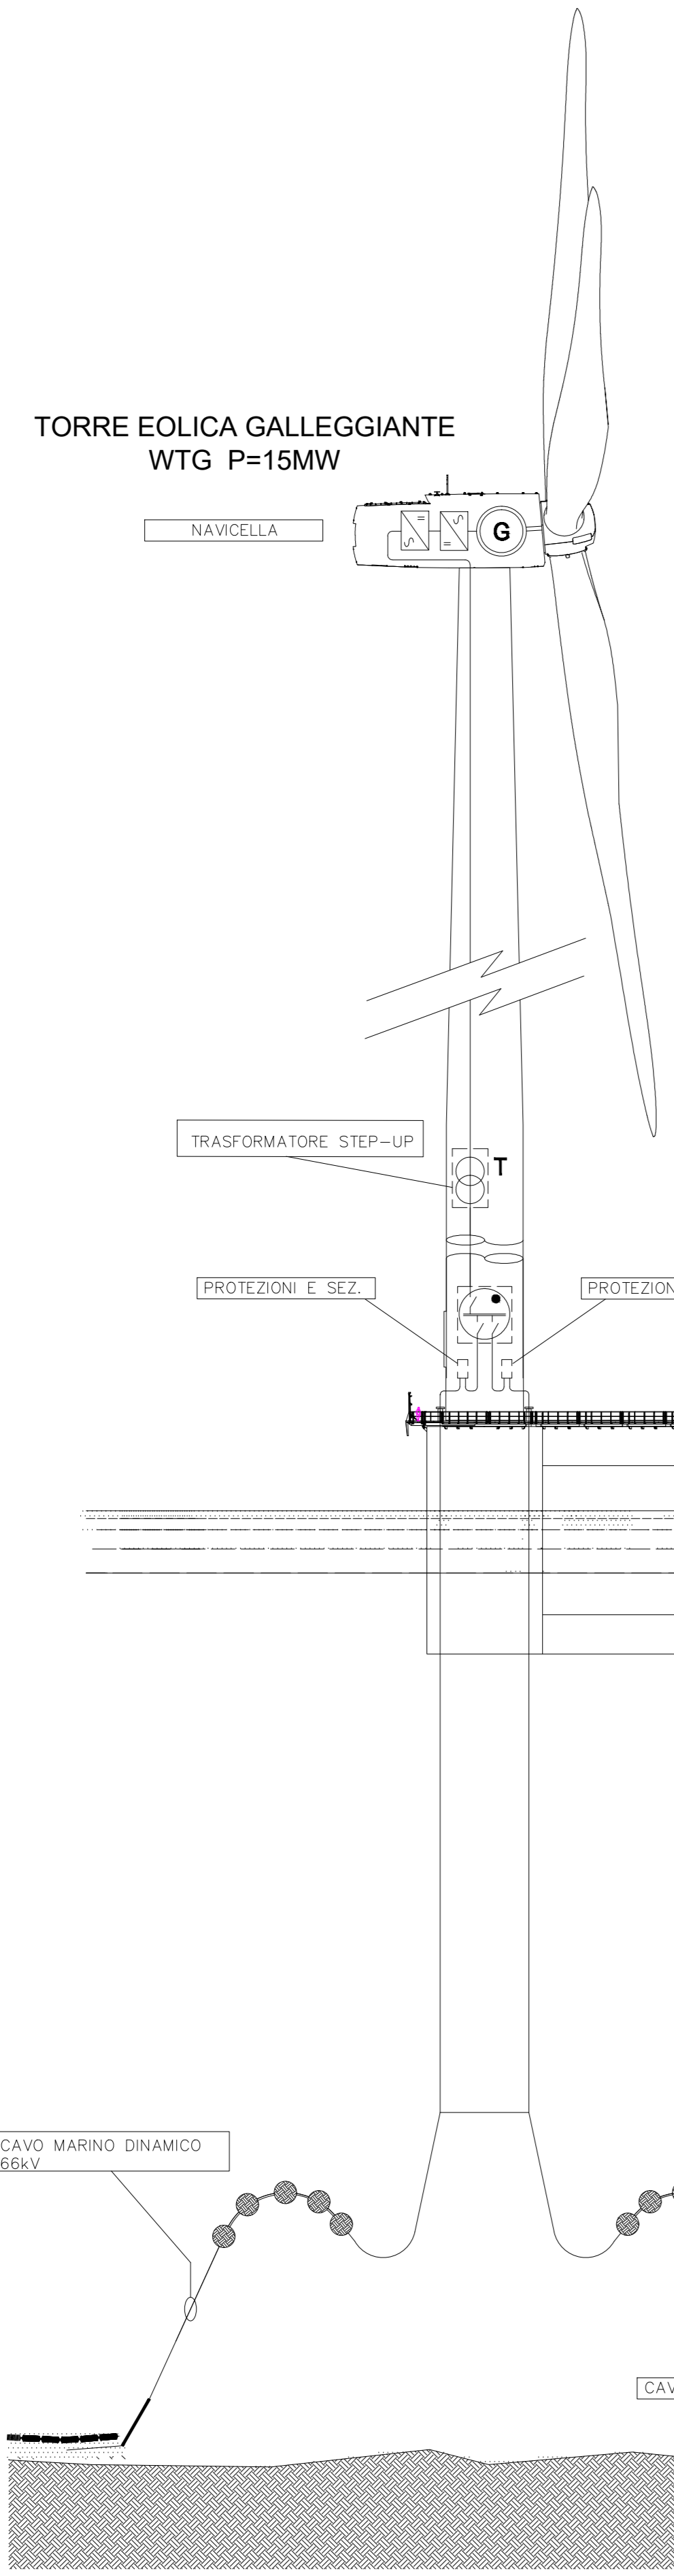 TORRE EOLICA GALLEGGIANTE
WTG P=15MW
NAVICELLA
G
TRASFORMATORE STEP-UP
T
PROTEZIONI E SEZ.
PROTEZION
CAVO MARINO DINAMICO
66kV
CAV